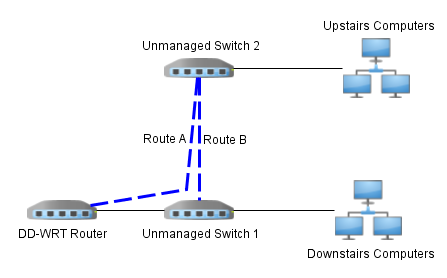 Upstairs Computers
Unmanaged Switch 2
Route A
Route B
DD-WRT Router
Unmanaged Switch 1
Downstairs Computers